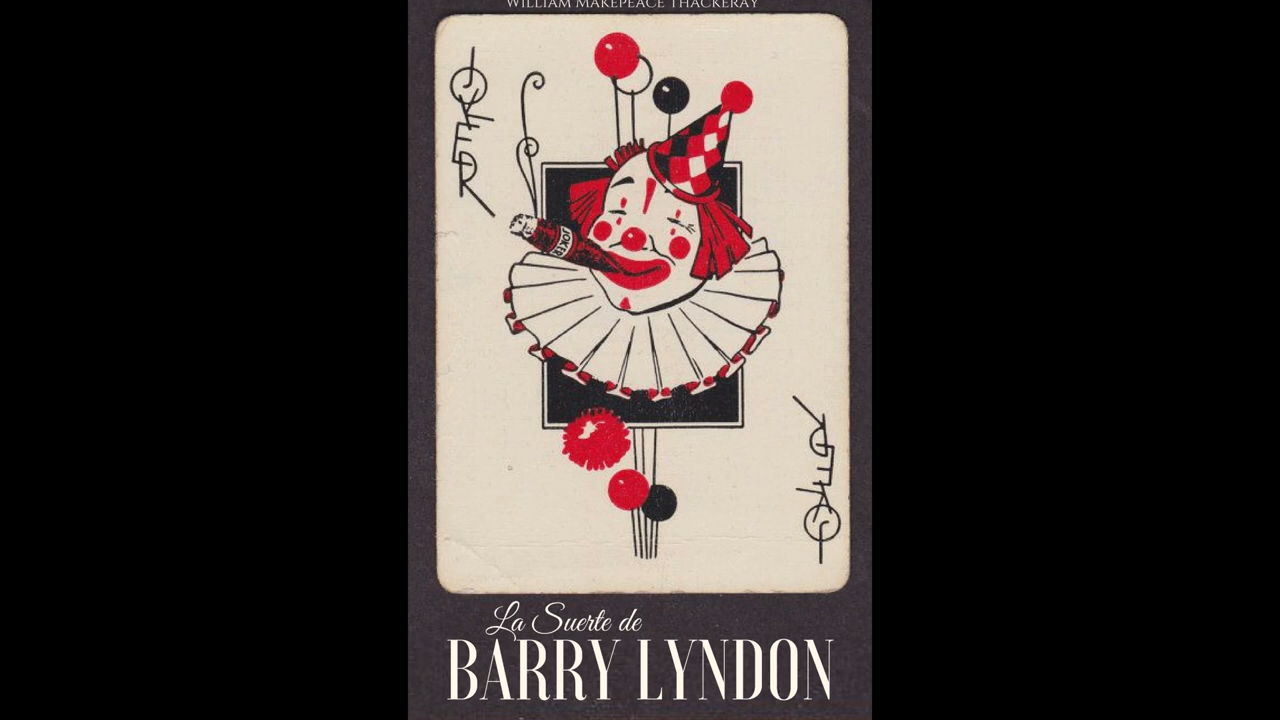 WILLIAM MAKEPEACE THACKERAY
JOKER
JOKER
La Suerte de
BARRY LYNDON
JOKER